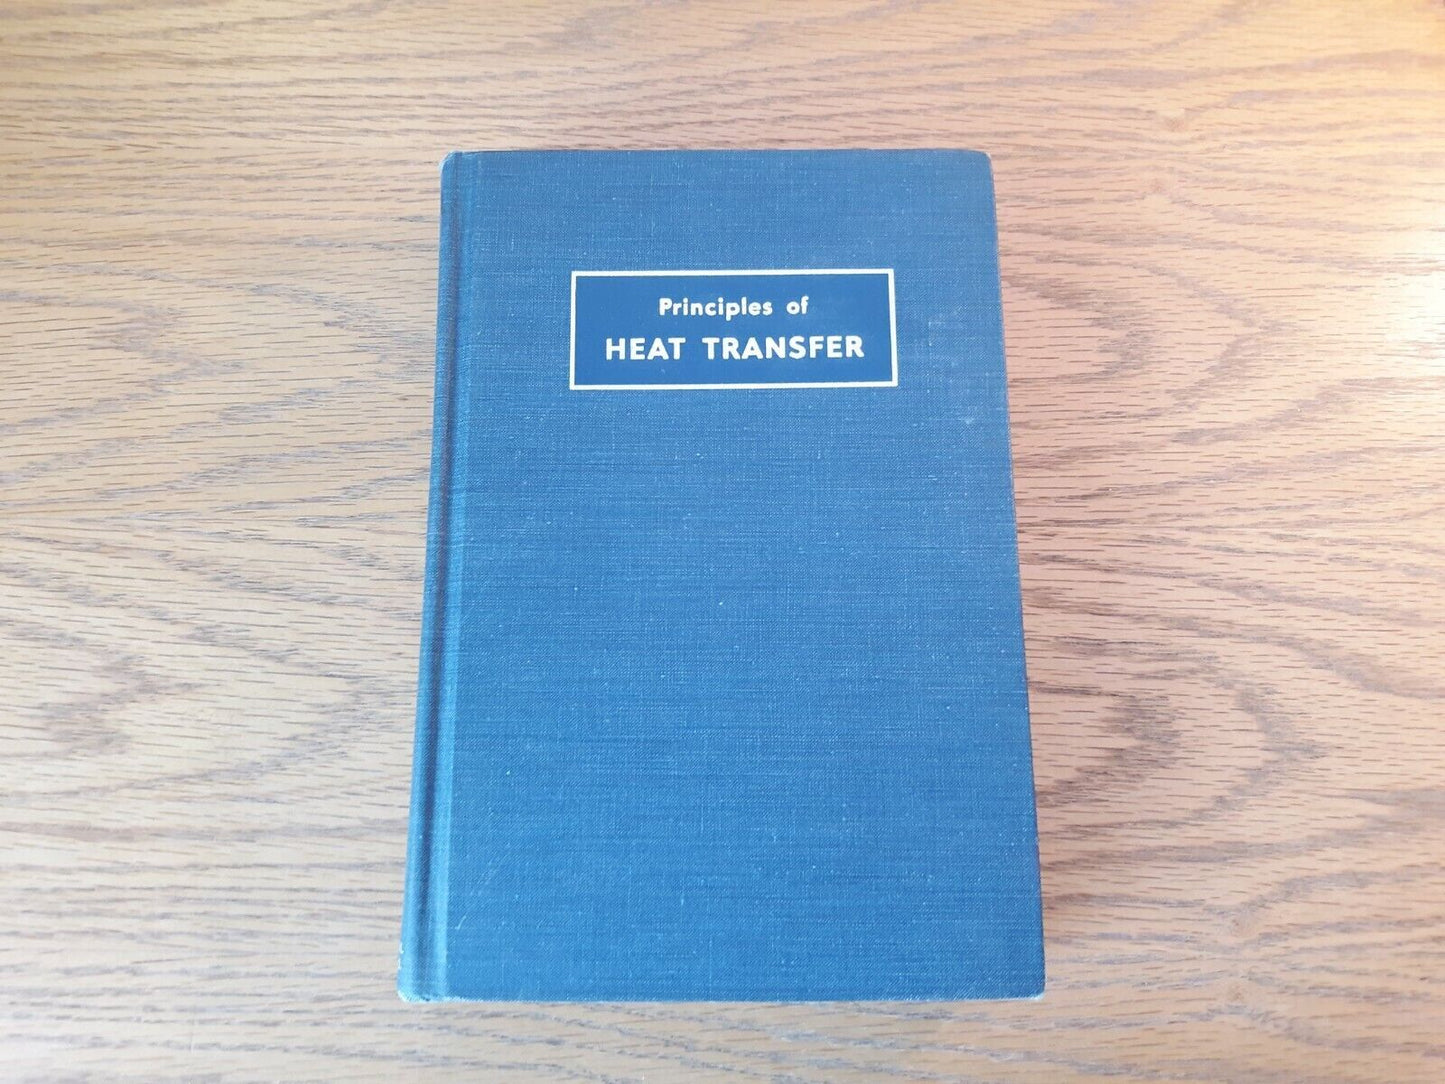 Principles of
HEAT TRANSFER